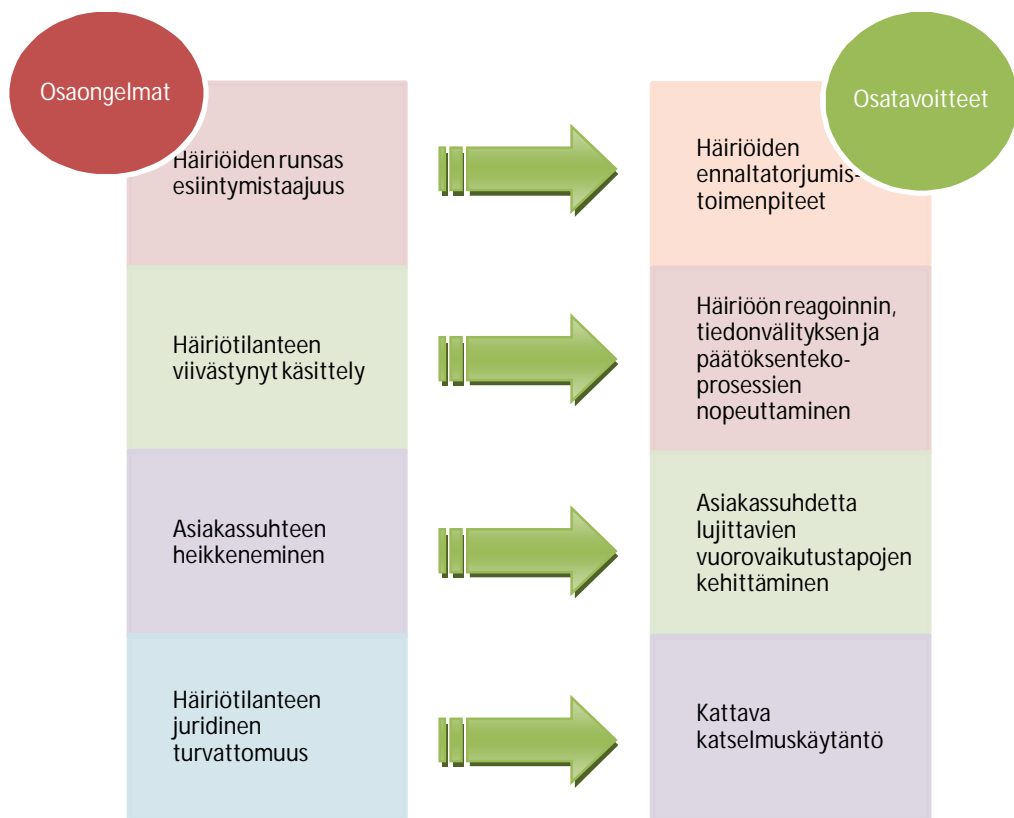 Osaongelmat
Osatavoitteet
Häiriöiden runsas
esiintymistaajuus
Häiriöiden
ennaltatorjumis-
toimenpiteet
Häiriötilanteen
viivästynyt käsittely
Häiriöön reagoinnin,
tiedonvälityksen ja
päätöksenteko-
prosessien
nopeuttaminen
Asiakassuhteen
heikkeneminen
Asiakassuhdetta
lujittavien
vuorovaikutustapojen
kehittäminen
Häiriötilanteen
juridinen
turvattomuus
Kattava
katselmuskäytäntö